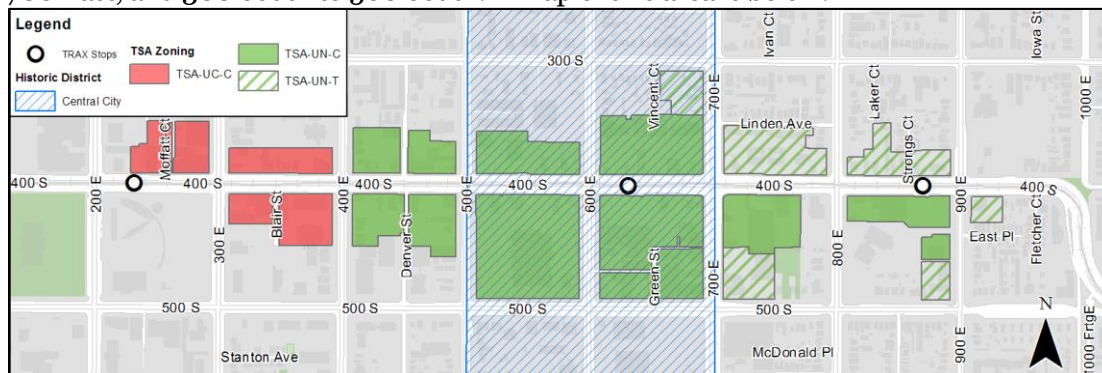 Legend
TRAX Stops
Historic District
Central City
TSA Zoning
TSA-UC-C
TSA-UN-C
TSA-UN-T
300 S
Ivan Ct
Iowa St
Vincent Ct
700 E
Laker Ct
1000 E
Linden Ave
Moffatt Ct
Strongs Ct
400 S
200 E
400 S
400 E
400 S
500 E
400 S
600 E
400 S
900 E
400 S
Blair St
300 E
Denver St
Green St
700 E
800 E
East Pl
Fletcher Ct
500 S
500 S
500 S
500 S
500 S
N
Stanton Ave
McDonald Pl
900 E
1000 FrtgE